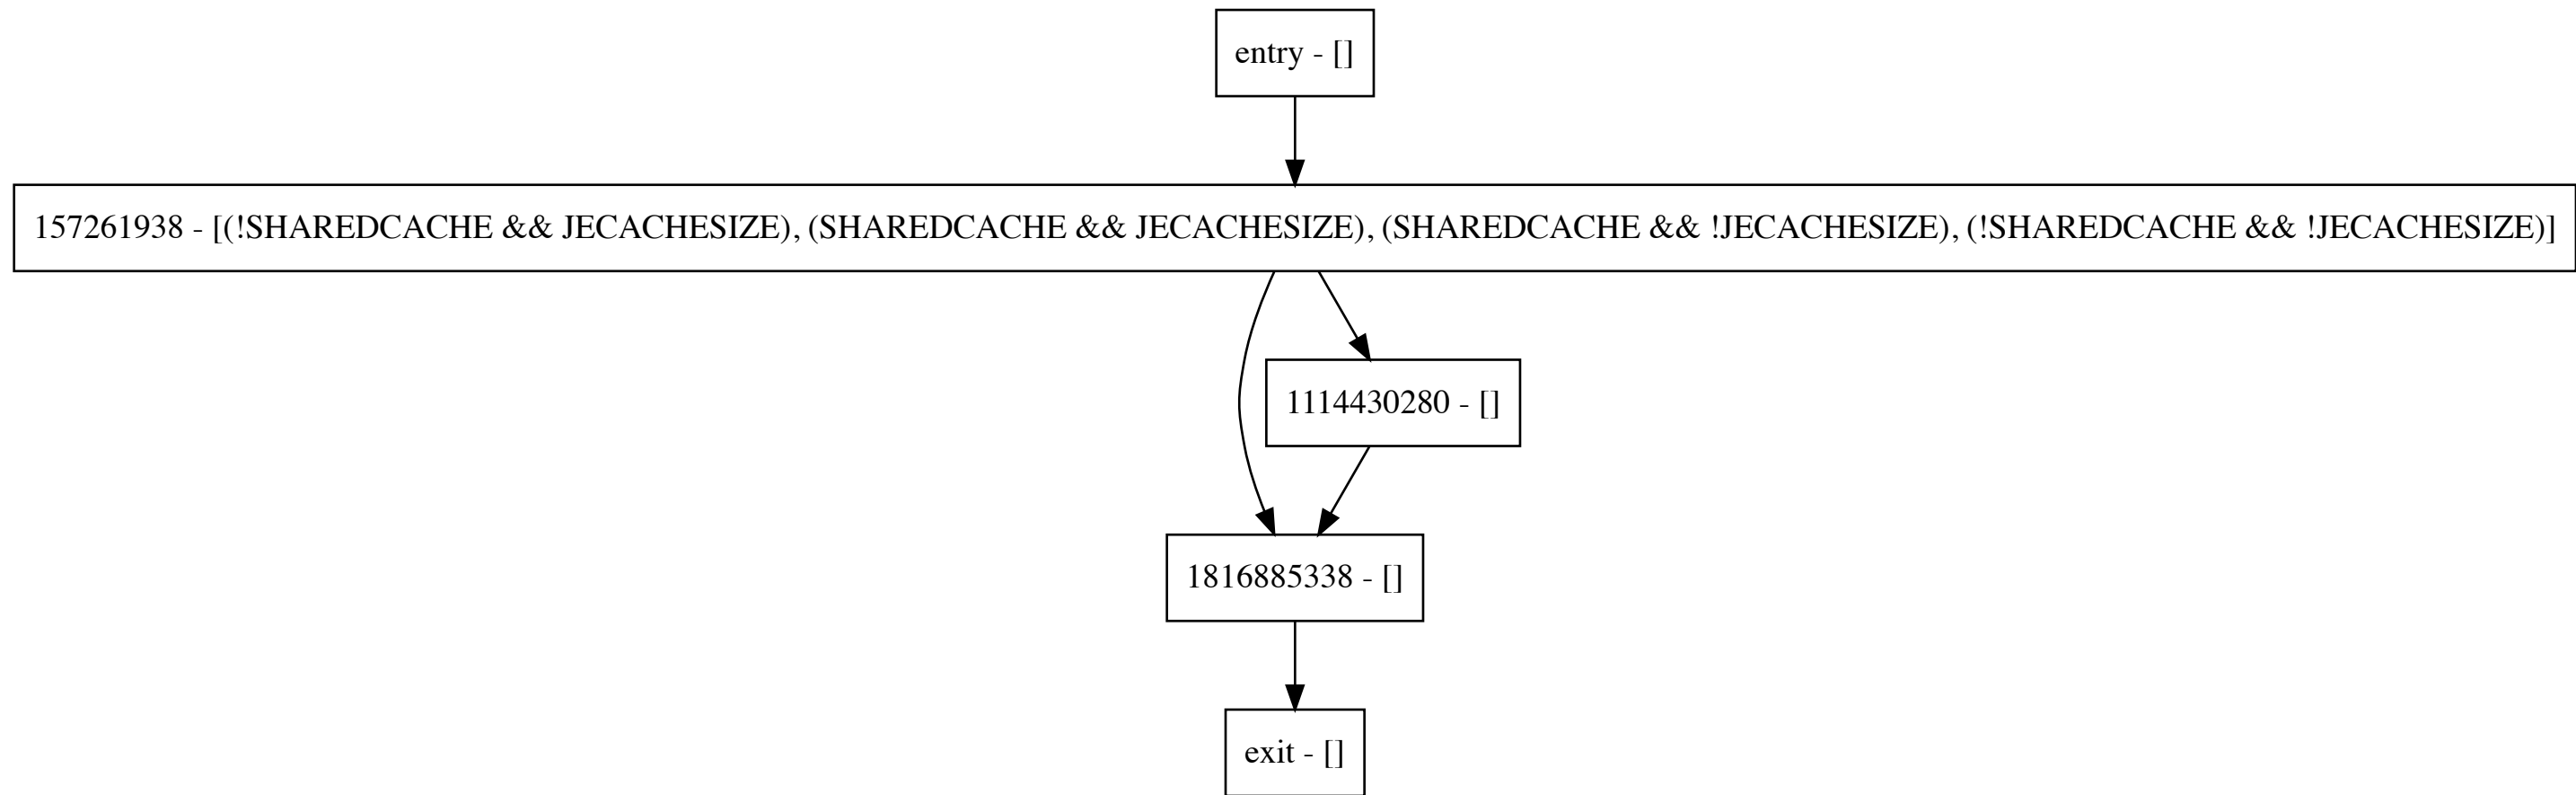 entry - []
157261938 - [(!SHAREDCACHE && JECACHESIZE), (SHAREDCACHE && JECACHESIZE), (SHAREDCACHE && !JECACHESIZE), (!SHAREDCACHE && !JECACHESIZE)]
1114430280 - []
1816885338 - []
exit - []